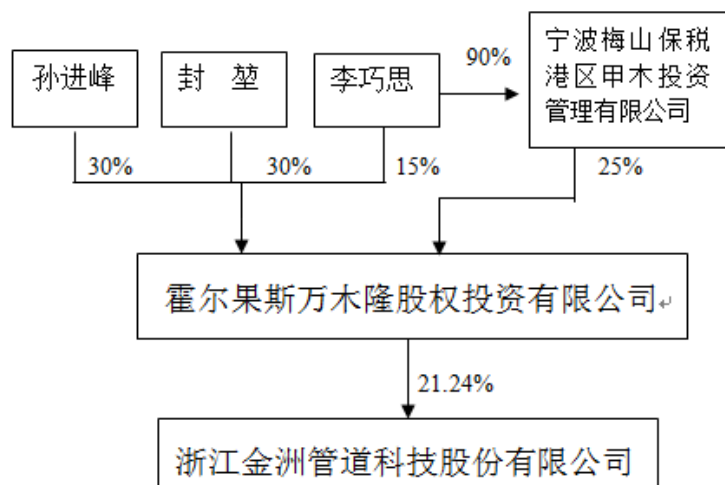 孙进峰
封 堃
李巧思
90%
宁波梅山保税
港区甲木投资
管理有限公司
30%
30%
15%
25%
霍尔果斯万木隆股权投资有限公司
21.24%
浙江金洲管道科技股份有限公司